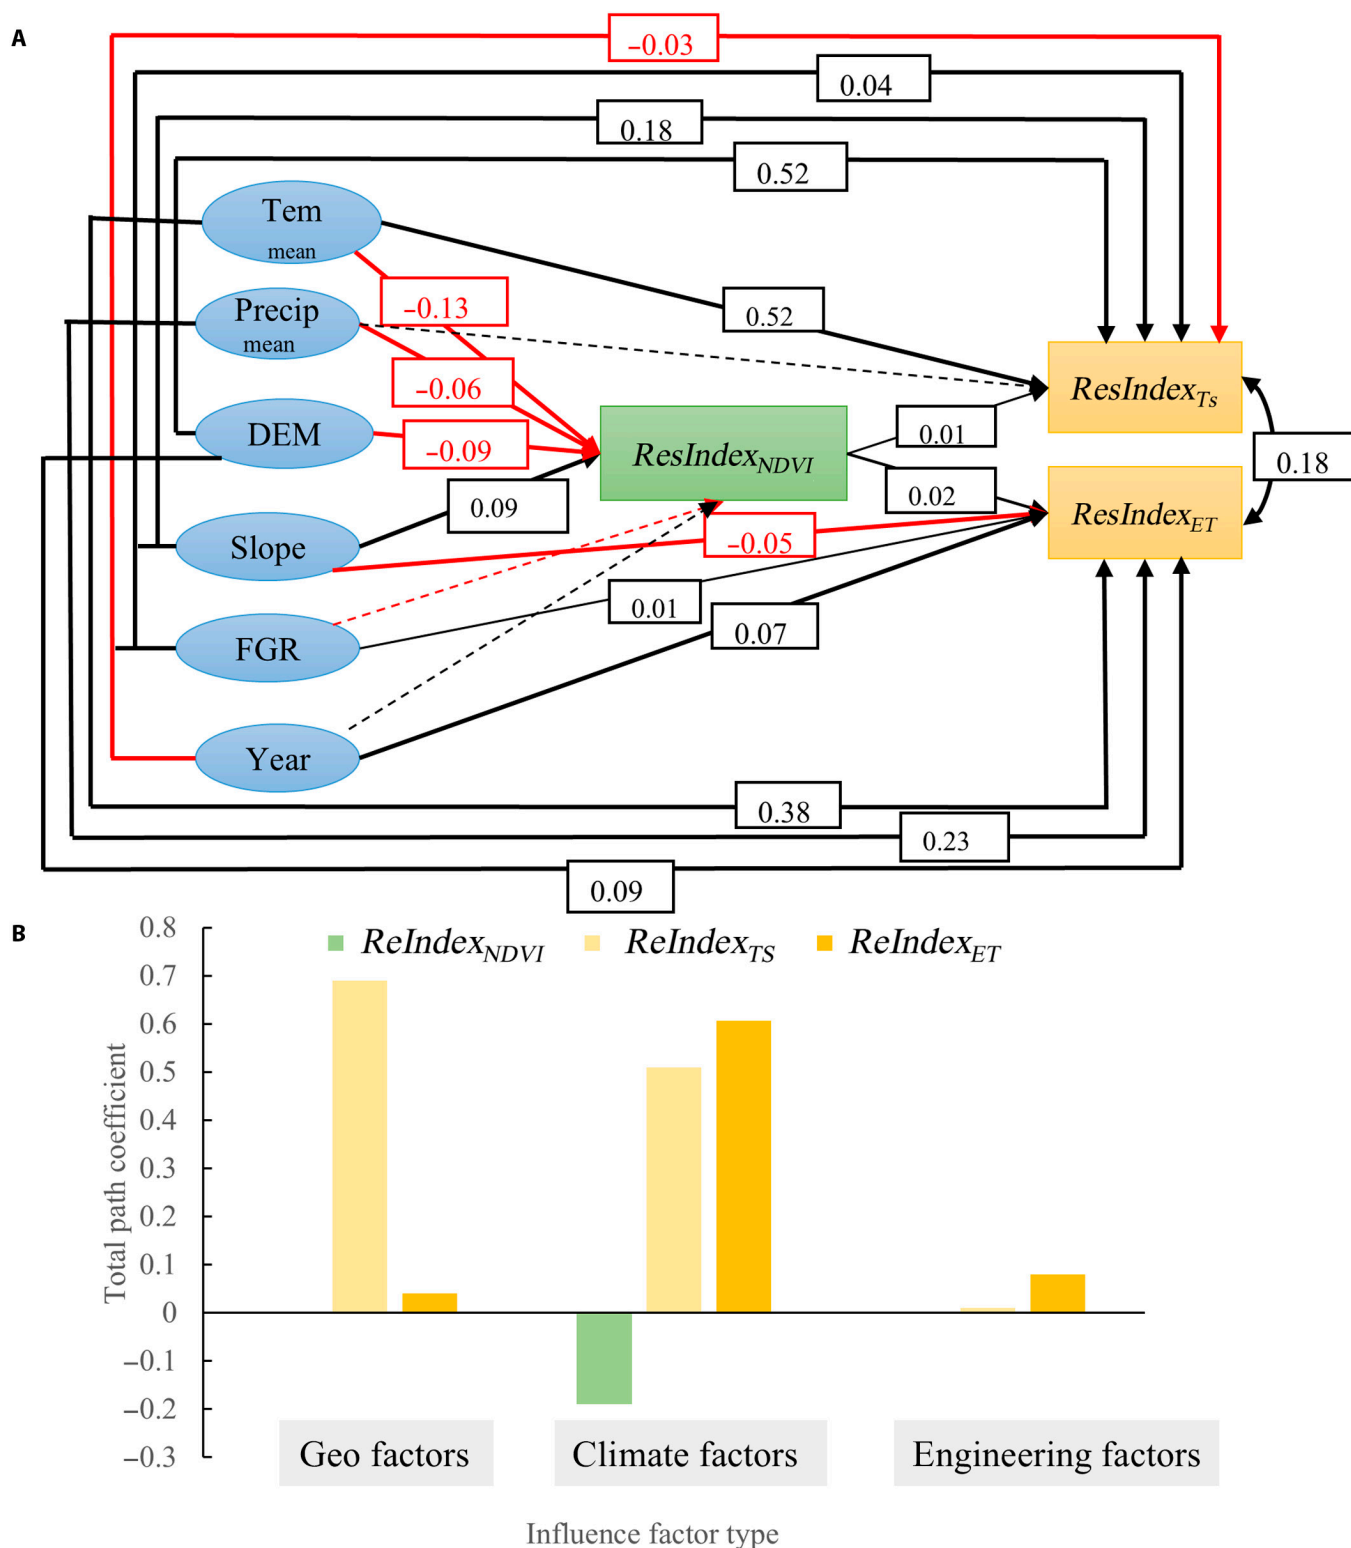 A
−0.03
0.04
0.18
0.52
Tem
mean
−0.13
Precip
mean
0.52
−0.06
ResIndexTs
DEM
−0.09
ResIndexNDVI
0.01
0.18
0.02
0.09
Slope
−0.05
ResIndexET
0.01
FGR
0.07
Year
0.38
0.23
0.09
B
ReIndexNDVI ReIndexTS ReIndexET
Total path coefficient
0.8
0.7
0.6
0.5
0.4
0.3
0.2
0.1
0
−0.1
−0.2
−0.3
Geo factors Climate factors Engineering factors
Influence factor type